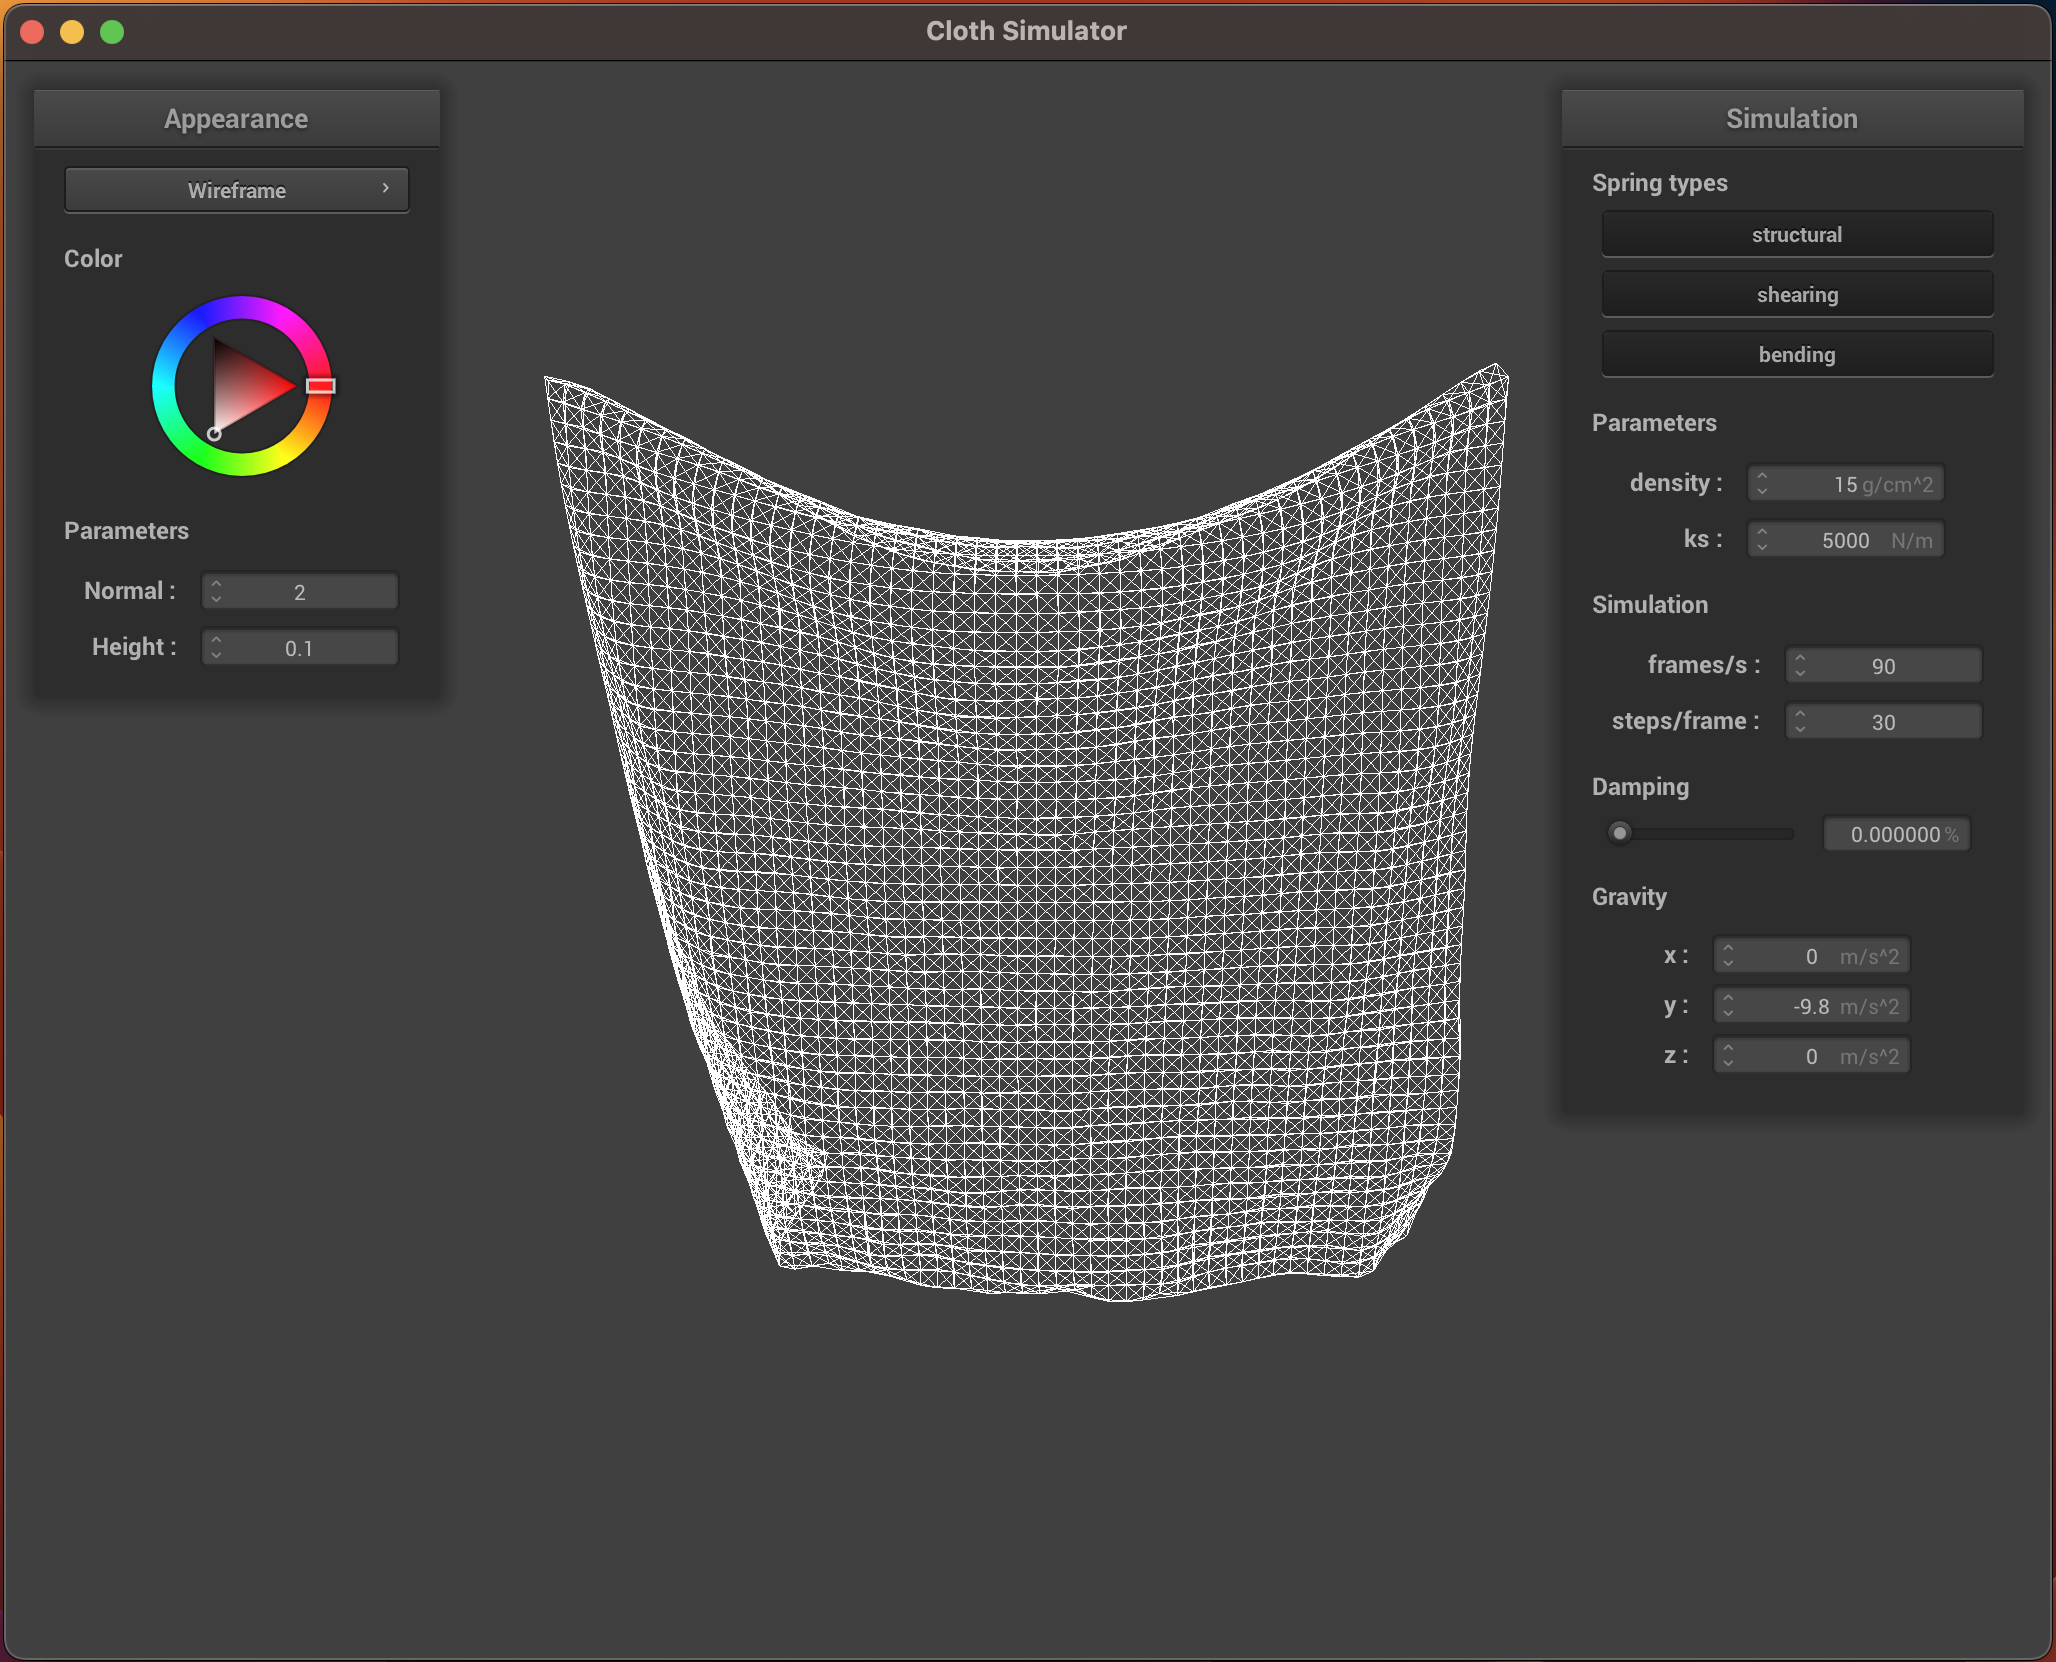 Cloth Simulator
Appearance
Wireframe
Color
Parameters
Normal : 2
Height : 0.1
Simulation
Spring types
structural
shearing
bending
Parameters
density : 15 g/cm^2
ks : 5000 N/m
Simulation
frames/s : 90
steps/frame : 30
Damping
0.000000 %
Gravity
x : 0 m/s^2
y : -9.8 m/s^2
z : 0 m/s^2